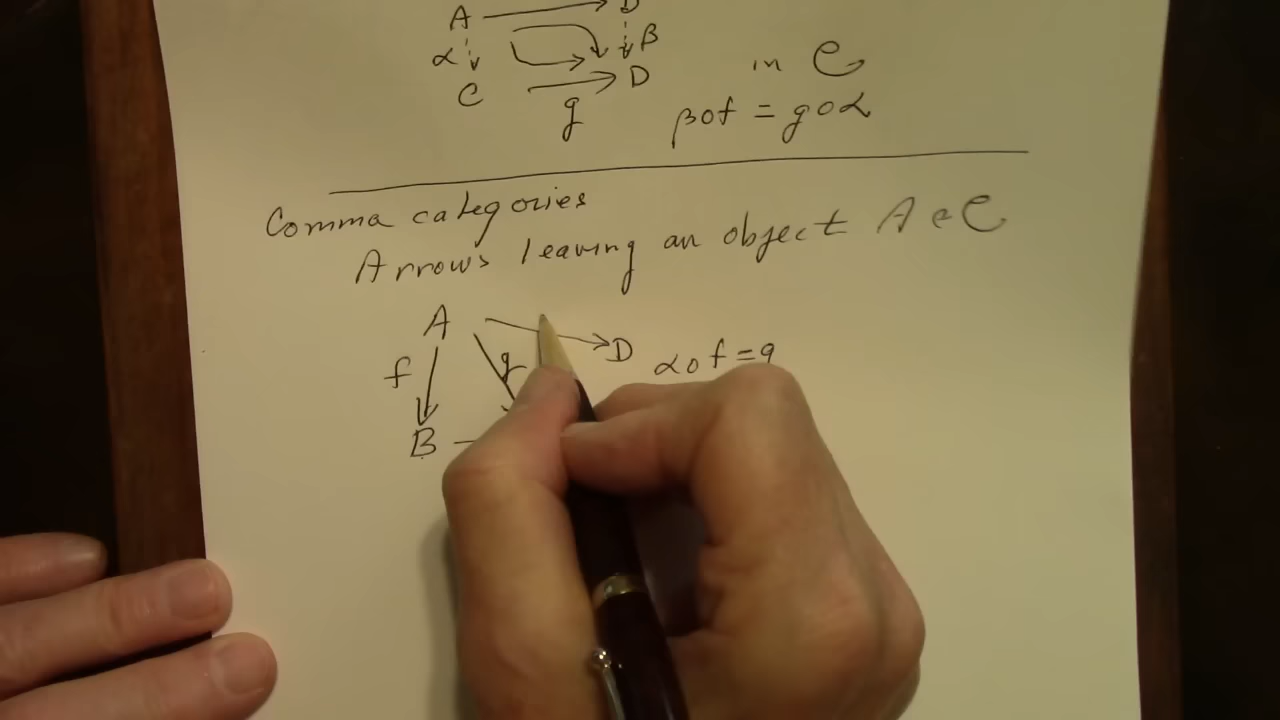 A → D
α β
C → D in C
g β∘f = g∘α
Comma categories
Arrows leaving an object A ∈ C
A
f g D α∘f = g
B